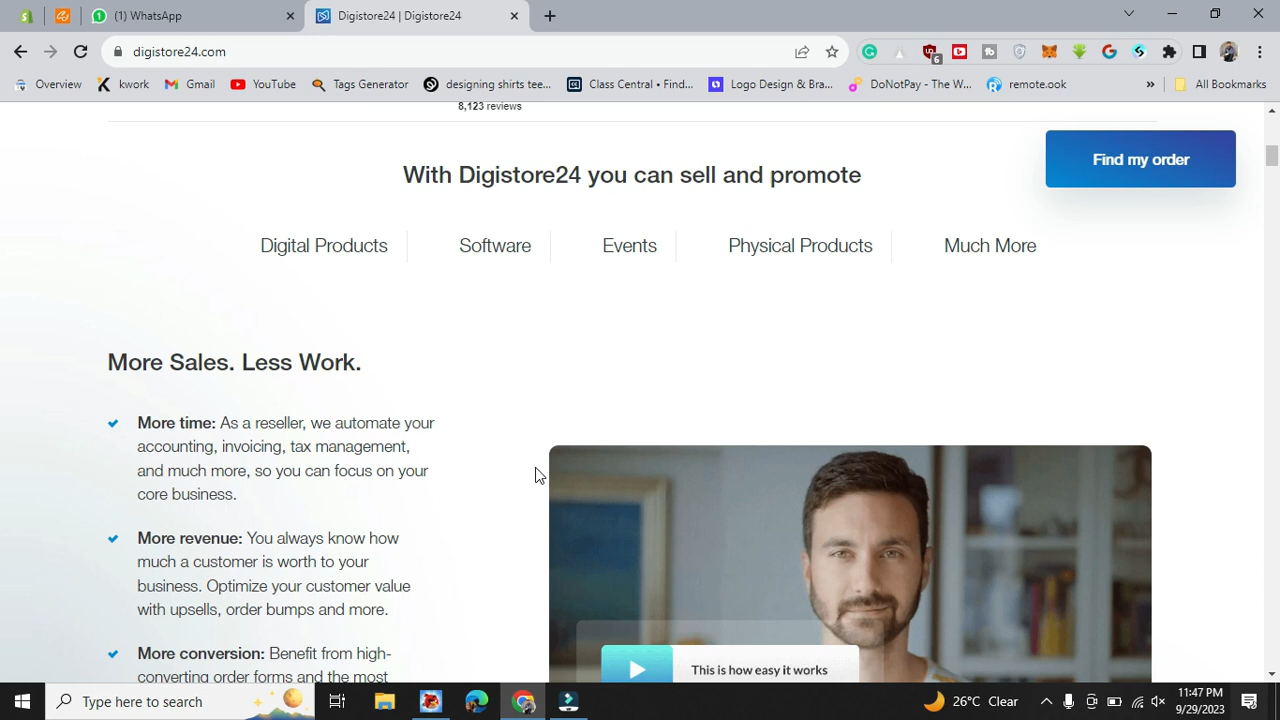 (1) WhatsApp
Digistore24 | Digistore24
digistore24.com
6
Overview
kwork
Gmail
YouTube
Tags Generator
designing shirts tee...
Class Central • Find...
Logo Design & Bra...
DoNotPay - The W...
remote.ook
»
All Bookmarks
8,123 reviews
Find my order
With Digistore24 you can sell and promote
Digital Products
Software
Events
Physical Products
Much More
More Sales. Less Work.
More time: As a reseller, we automate your
accounting, invoicing, tax management,
and much more, so you can focus on your
core business.
More revenue: You always know how
much a customer is worth to your
business. Optimize your customer value
with upsells, order bumps and more.
More conversion: Benefit from high-
converting order forms and the most
This is how easy it works
Type here to search
26°C Clear
11:47 PM
9/29/2023